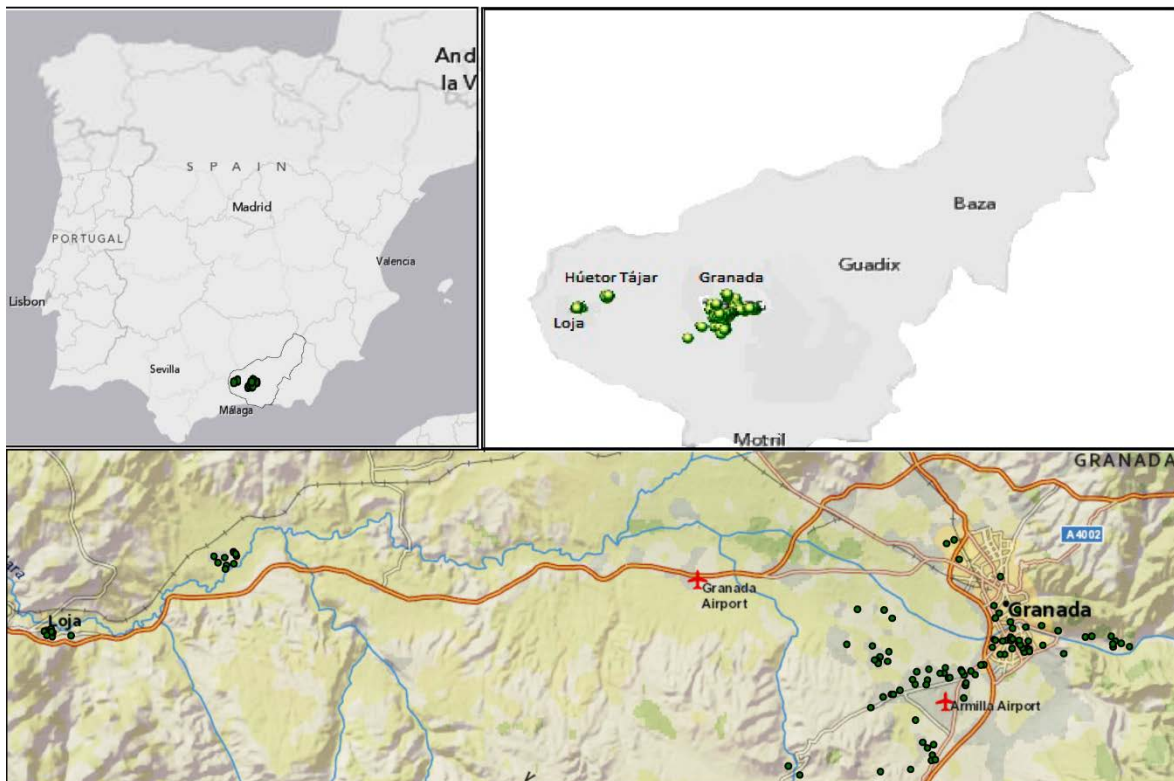 And
la V
S P A I N
Madrid
PORTUGAL
Valencia
Lisbon
Sevilla
Málaga
Baza
Guadix
Húetor Tájar
Granada
Loja
Motril
GRANADA
A4002
Granada
Airport
Loja
Granada
Armilla Airport